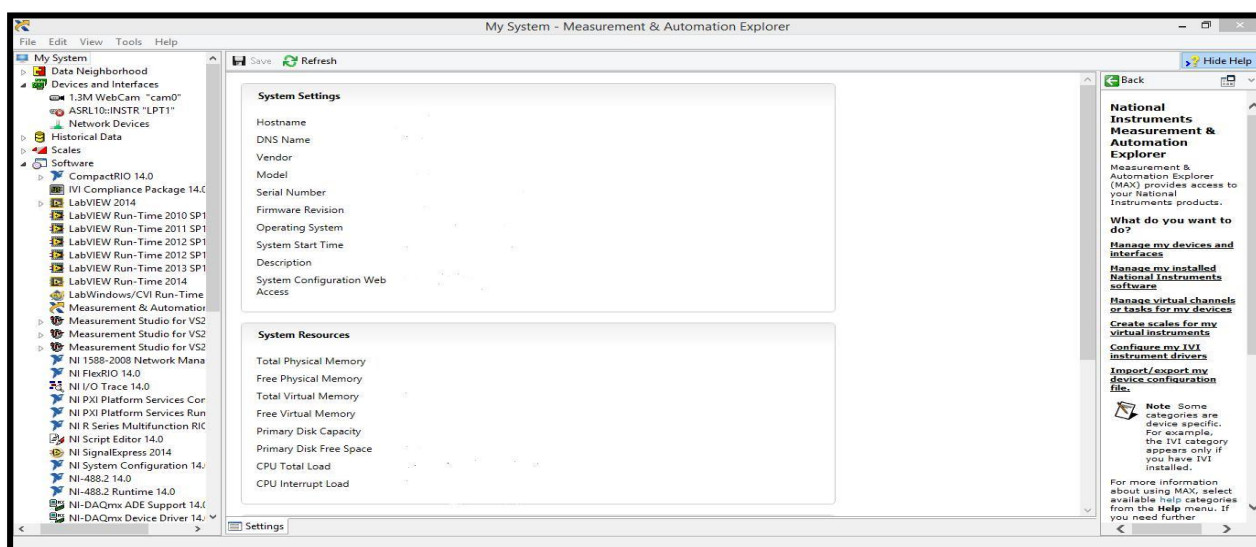 My System - Measurement & Automation Explorer
File Edit View Tools Help
My System
Data Neighborhood
Devices and Interfaces
1.3M WebCam "cam0"
ASRL10::INSTR "LPT1"
Network Devices
Historical Data
Scales
Software
CompactRIO 14.0
IVI Compliance Package 14.0
LabVIEW 2014
LabVIEW Run-Time 2010 SP1
LabVIEW Run-Time 2011 SP1
LabVIEW Run-Time 2012 SP1
LabVIEW Run-Time 2012 SP1
LabVIEW Run-Time 2013 SP1
LabVIEW Run-Time 2014
LabWindows/CVI Run-Time
Measurement & Automation
Measurement Studio for VS2
Measurement Studio for VS2
Measurement Studio for VS2
NI 1588-2008 Network Mana
NI FlexRIO 14.0
NI I/O Trace 14.0
NI PXI Platform Services Con
NI PXI Platform Services Run
NI R Series Multifunction RIO
NI Script Editor 14.0
NI SignalExpress 2014
NI System Configuration 14.
NI-488.2 14.0
NI-488.2 Runtime 14.0
NI-DAQmx ADE Support 14.0
NI-DAQmx Device Driver 14.
Save Refresh
System Settings
Hostname
DNS Name
Vendor
Model
Serial Number
Firmware Revision
Operating System
System Start Time
Description
System Configuration Web
Access
System Resources
Total Physical Memory
Free Physical Memory
Total Virtual Memory
Free Virtual Memory
Primary Disk Capacity
Primary Disk Free Space
CPU Total Load
CPU Interrupt Load
Settings
Hide Help
Back
National
Instruments
Measurement &
Automation
Explorer
Measurement &
Automation Explorer
(MAX) provides access to
your National
Instruments products.
What do you want to
do?
Manage my devices and
interfaces
Manage my installed
National Instruments
software
Manage virtual channels
or tasks for my devices
Create scales for my
virtual instruments
Configure my IVI
instrument drivers
Import/export my
device configuration
file.
Note Some
categories are
device specific.
For example,
the IVI category
appears only if
you have IVI
installed.
For more information
about using MAX, select
available help categories
from the Help menu. If
you need further